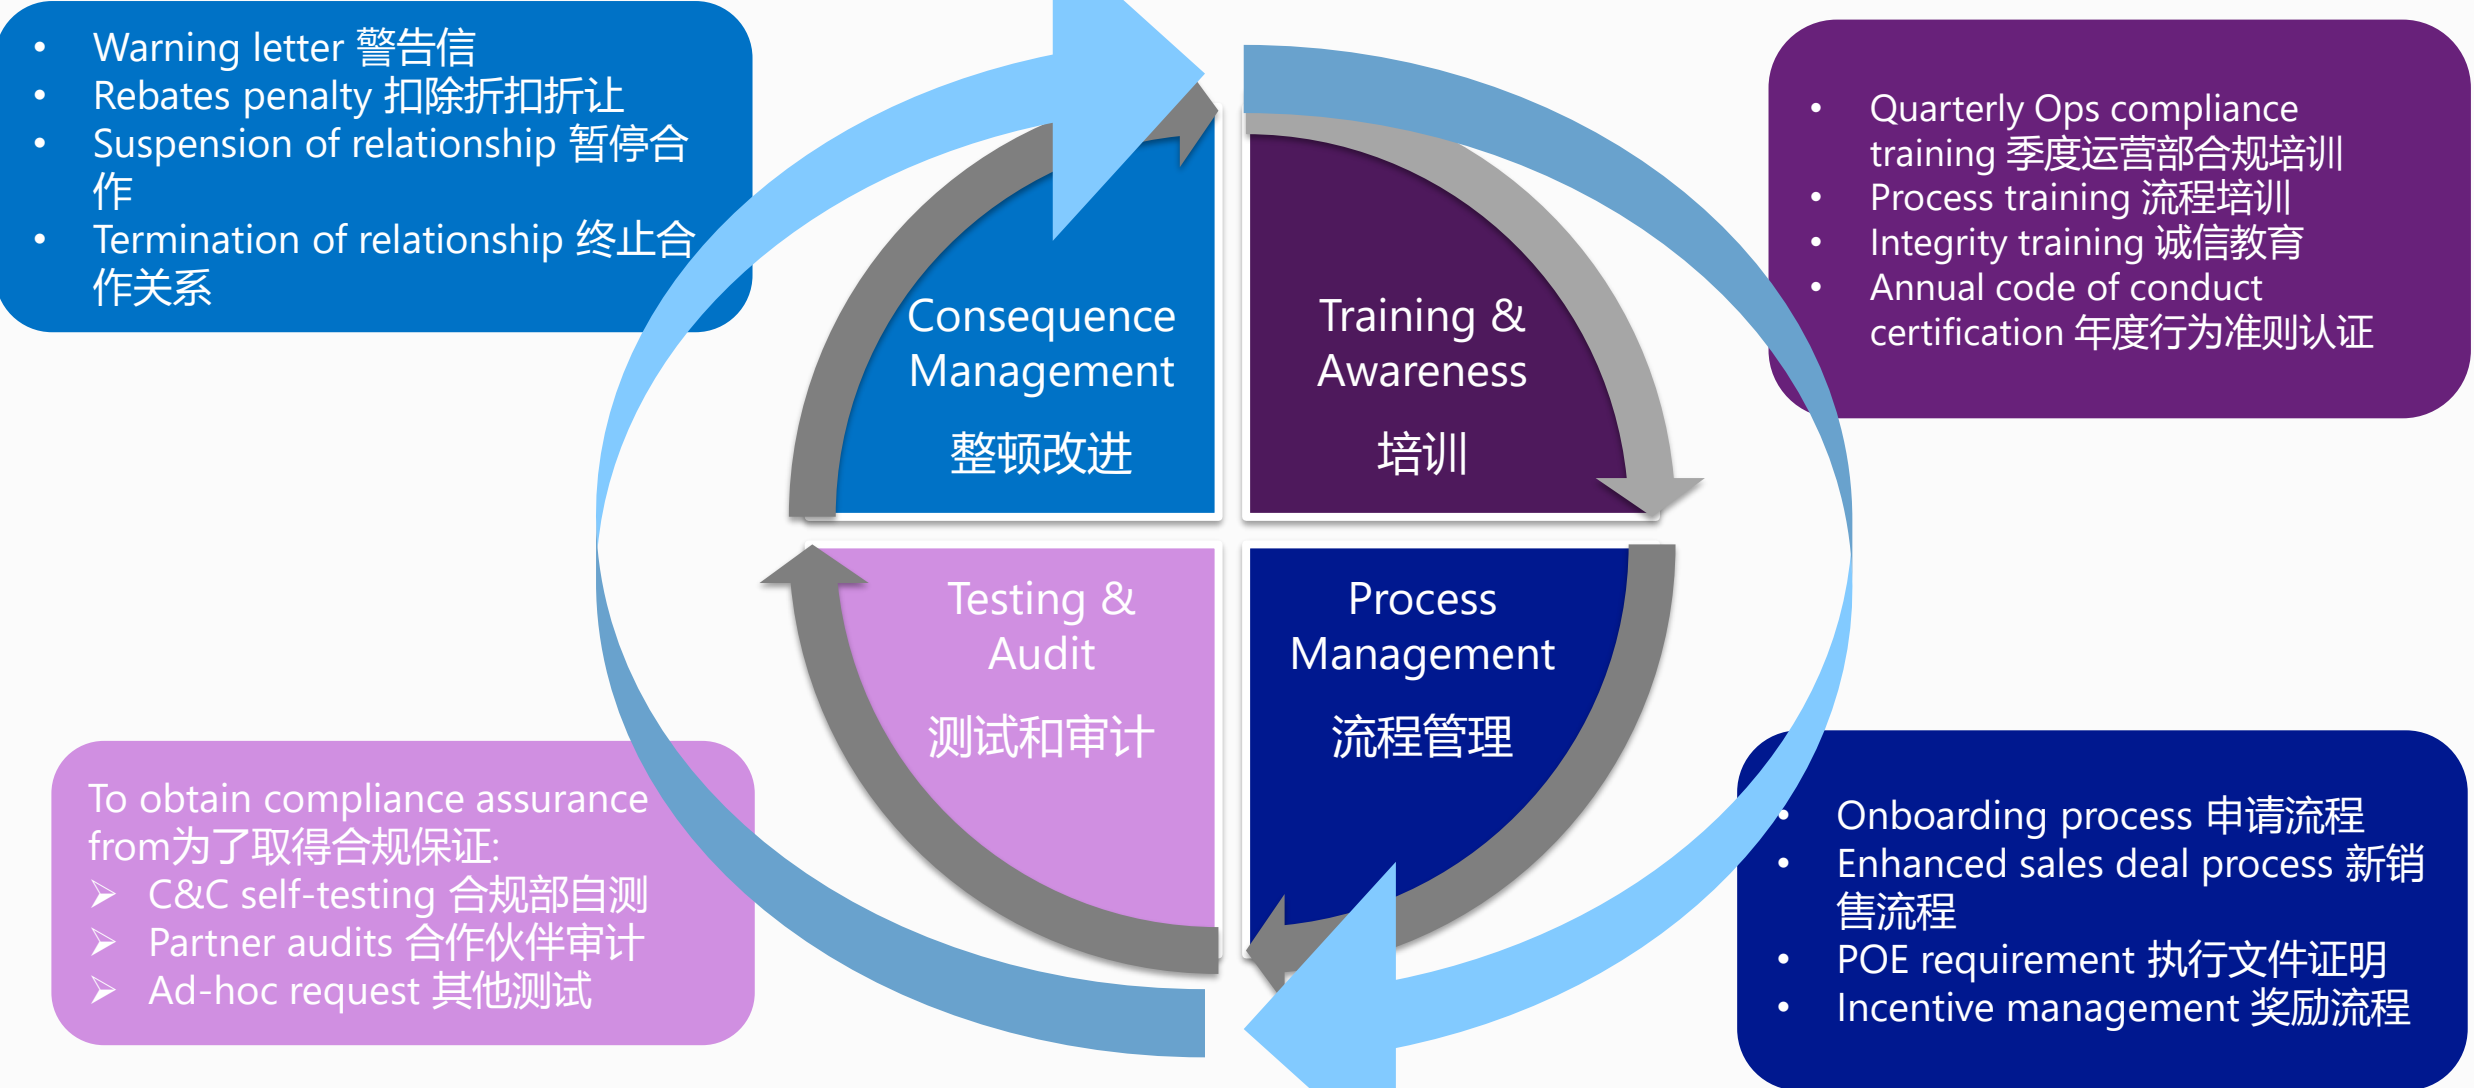 • Warning letter 警告信
• Rebates penalty 扣除折扣折让
• Suspension of relationship 暂停合
作
• Termination of relationship 终止合
作关系
• Quarterly Ops compliance
training 季度运营部合规培训
• Process training 流程培训
• Integrity training 诚信教育
• Annual code of conduct
certification 年度行为准则认证
Consequence
Management
整顿改进
Training &
Awareness
培训
Testing &
Audit
测试和审计
Process
Management
流程管理
To obtain compliance assurance
from为了取得合规保证:
➢ C&C self-testing 合规部自测
➢ Partner audits 合作伙伴审计
➢ Ad-hoc request 其他测试
• Onboarding process 申请流程
• Enhanced sales deal process 新销
售流程
• POE requirement 执行文件证明
• Incentive management 奖励流程